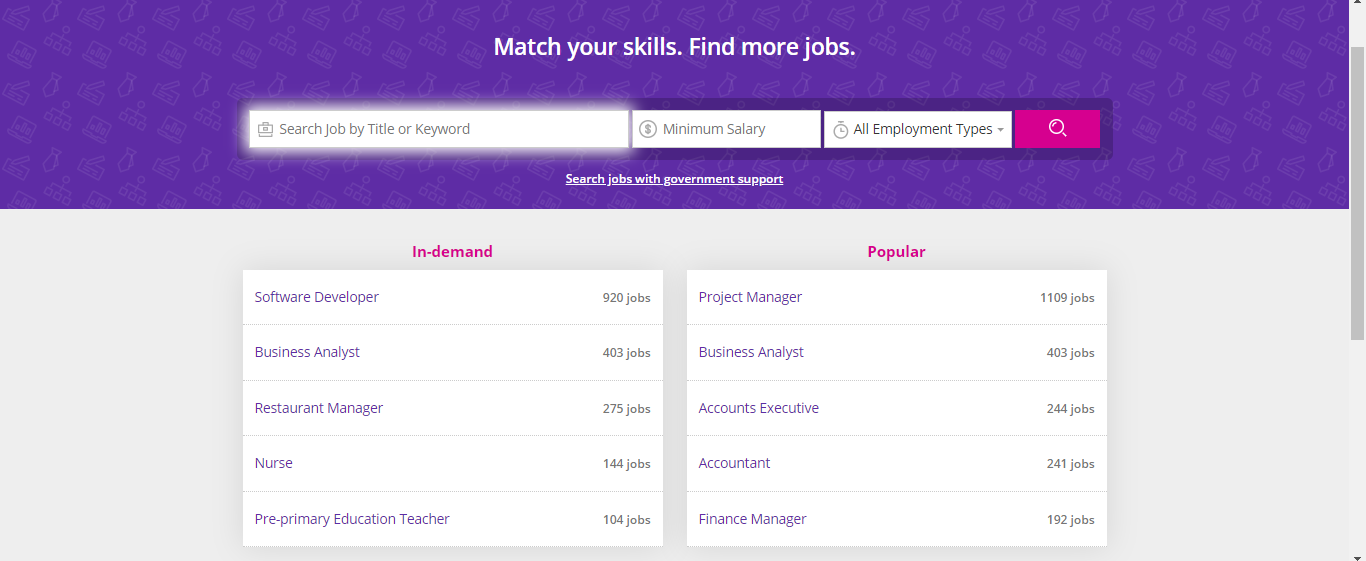 Match your skills. Find more jobs.
Search Job by Title or Keyword
Minimum Salary
All Employment Types
Search jobs with government support
In-demand
Software Developer 920 jobs
Business Analyst 403 jobs
Restaurant Manager 275 jobs
Nurse 144 jobs
Pre-primary Education Teacher 104 jobs
Popular
Project Manager 1109 jobs
Business Analyst 403 jobs
Accounts Executive 244 jobs
Accountant 241 jobs
Finance Manager 192 jobs